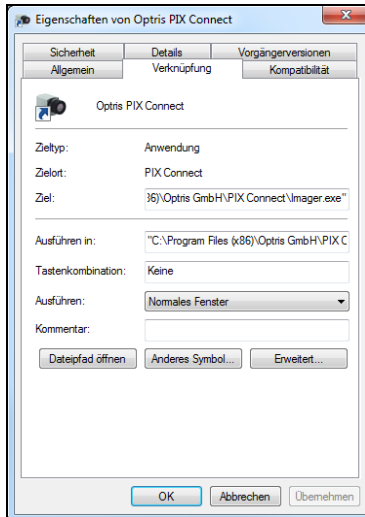 Eigenschaften von Optris PIX Connect
Sicherheit Details Vorgängerversionen
Allgemein Verknüpfung Kompatibilität
Optris PIX Connect
Zieltyp: Anwendung
Zielort: PIX Connect
Ziel: 36)\Optris GmbH\PIX Connect\Imager.exe"
Ausführen in: "C:\Program Files (x86)\Optris GmbH\PIX C
Tastenkombination: Keine
Ausführen: Normales Fenster
Kommentar:
Dateipfad öffnen Anderes Symbol... Erweitert...
OK Abbrechen Übernehmen